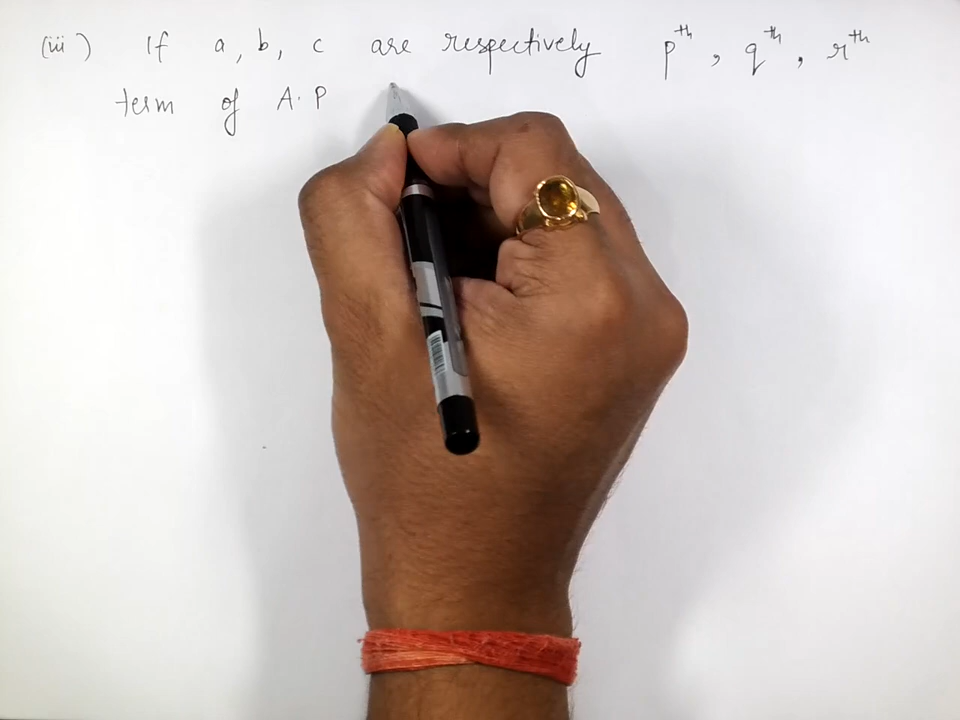 (iii) If a, b, c are respectively pth, qth, rth
term of A.P